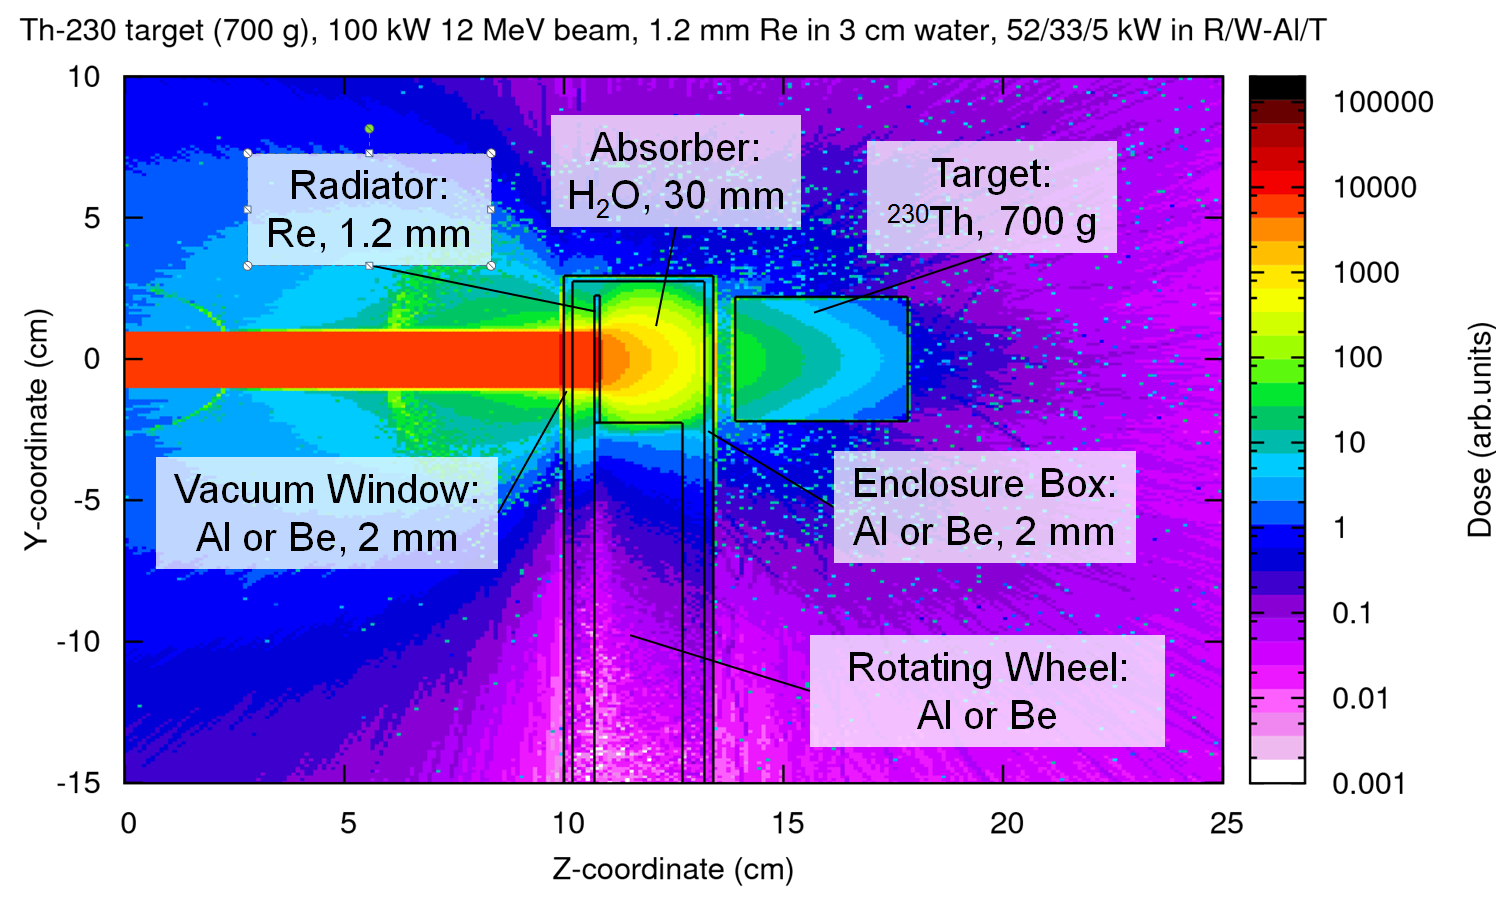 Th-230 target (700 g), 100 kW 12 MeV beam, 1.2 mm Re in 3 cm water, 52/33/5 kW in R/W-Al/T
10
5
0
-5
-10
-15
Y-coordinate (cm)
Radiator:
Re, 1.2 mm
Absorber:
H₂O, 30 mm
Target:
²³⁰Th, 700 g
Vacuum Window:
Al or Be, 2 mm
Enclosure Box:
Al or Be, 2 mm
Rotating Wheel:
Al or Be
0 5 10 15 20 25
Z-coordinate (cm)
100000
10000
1000
100
10
1
0.1
0.01
0.001
Dose (arb.units)